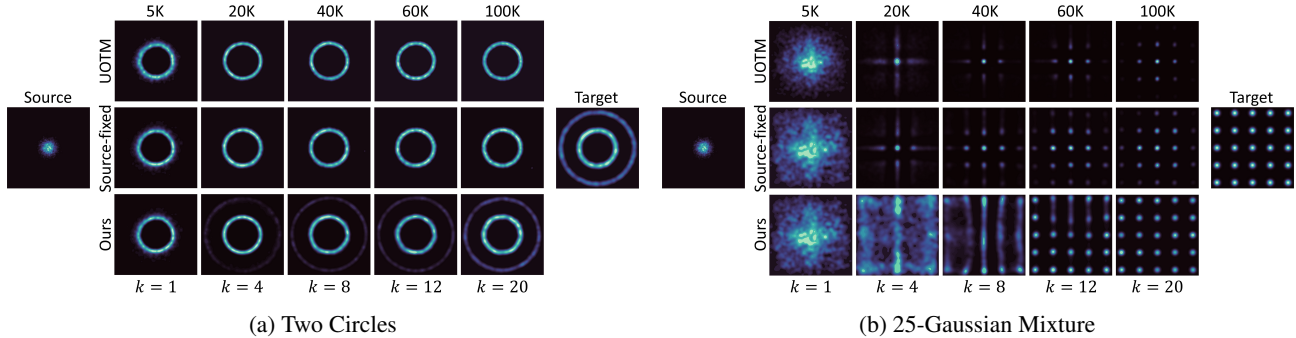 5K 20K 40K 60K 100K
UOTM
Source
Source-fixed
Target
Ours
k = 1 k = 4 k = 8 k = 12 k = 20
(a) Two Circles
5K 20K 40K 60K 100K
UOTM
Source
Source-fixed
Target
Ours
k = 1 k = 4 k = 8 k = 12 k = 20
(b) 25-Gaussian Mixture